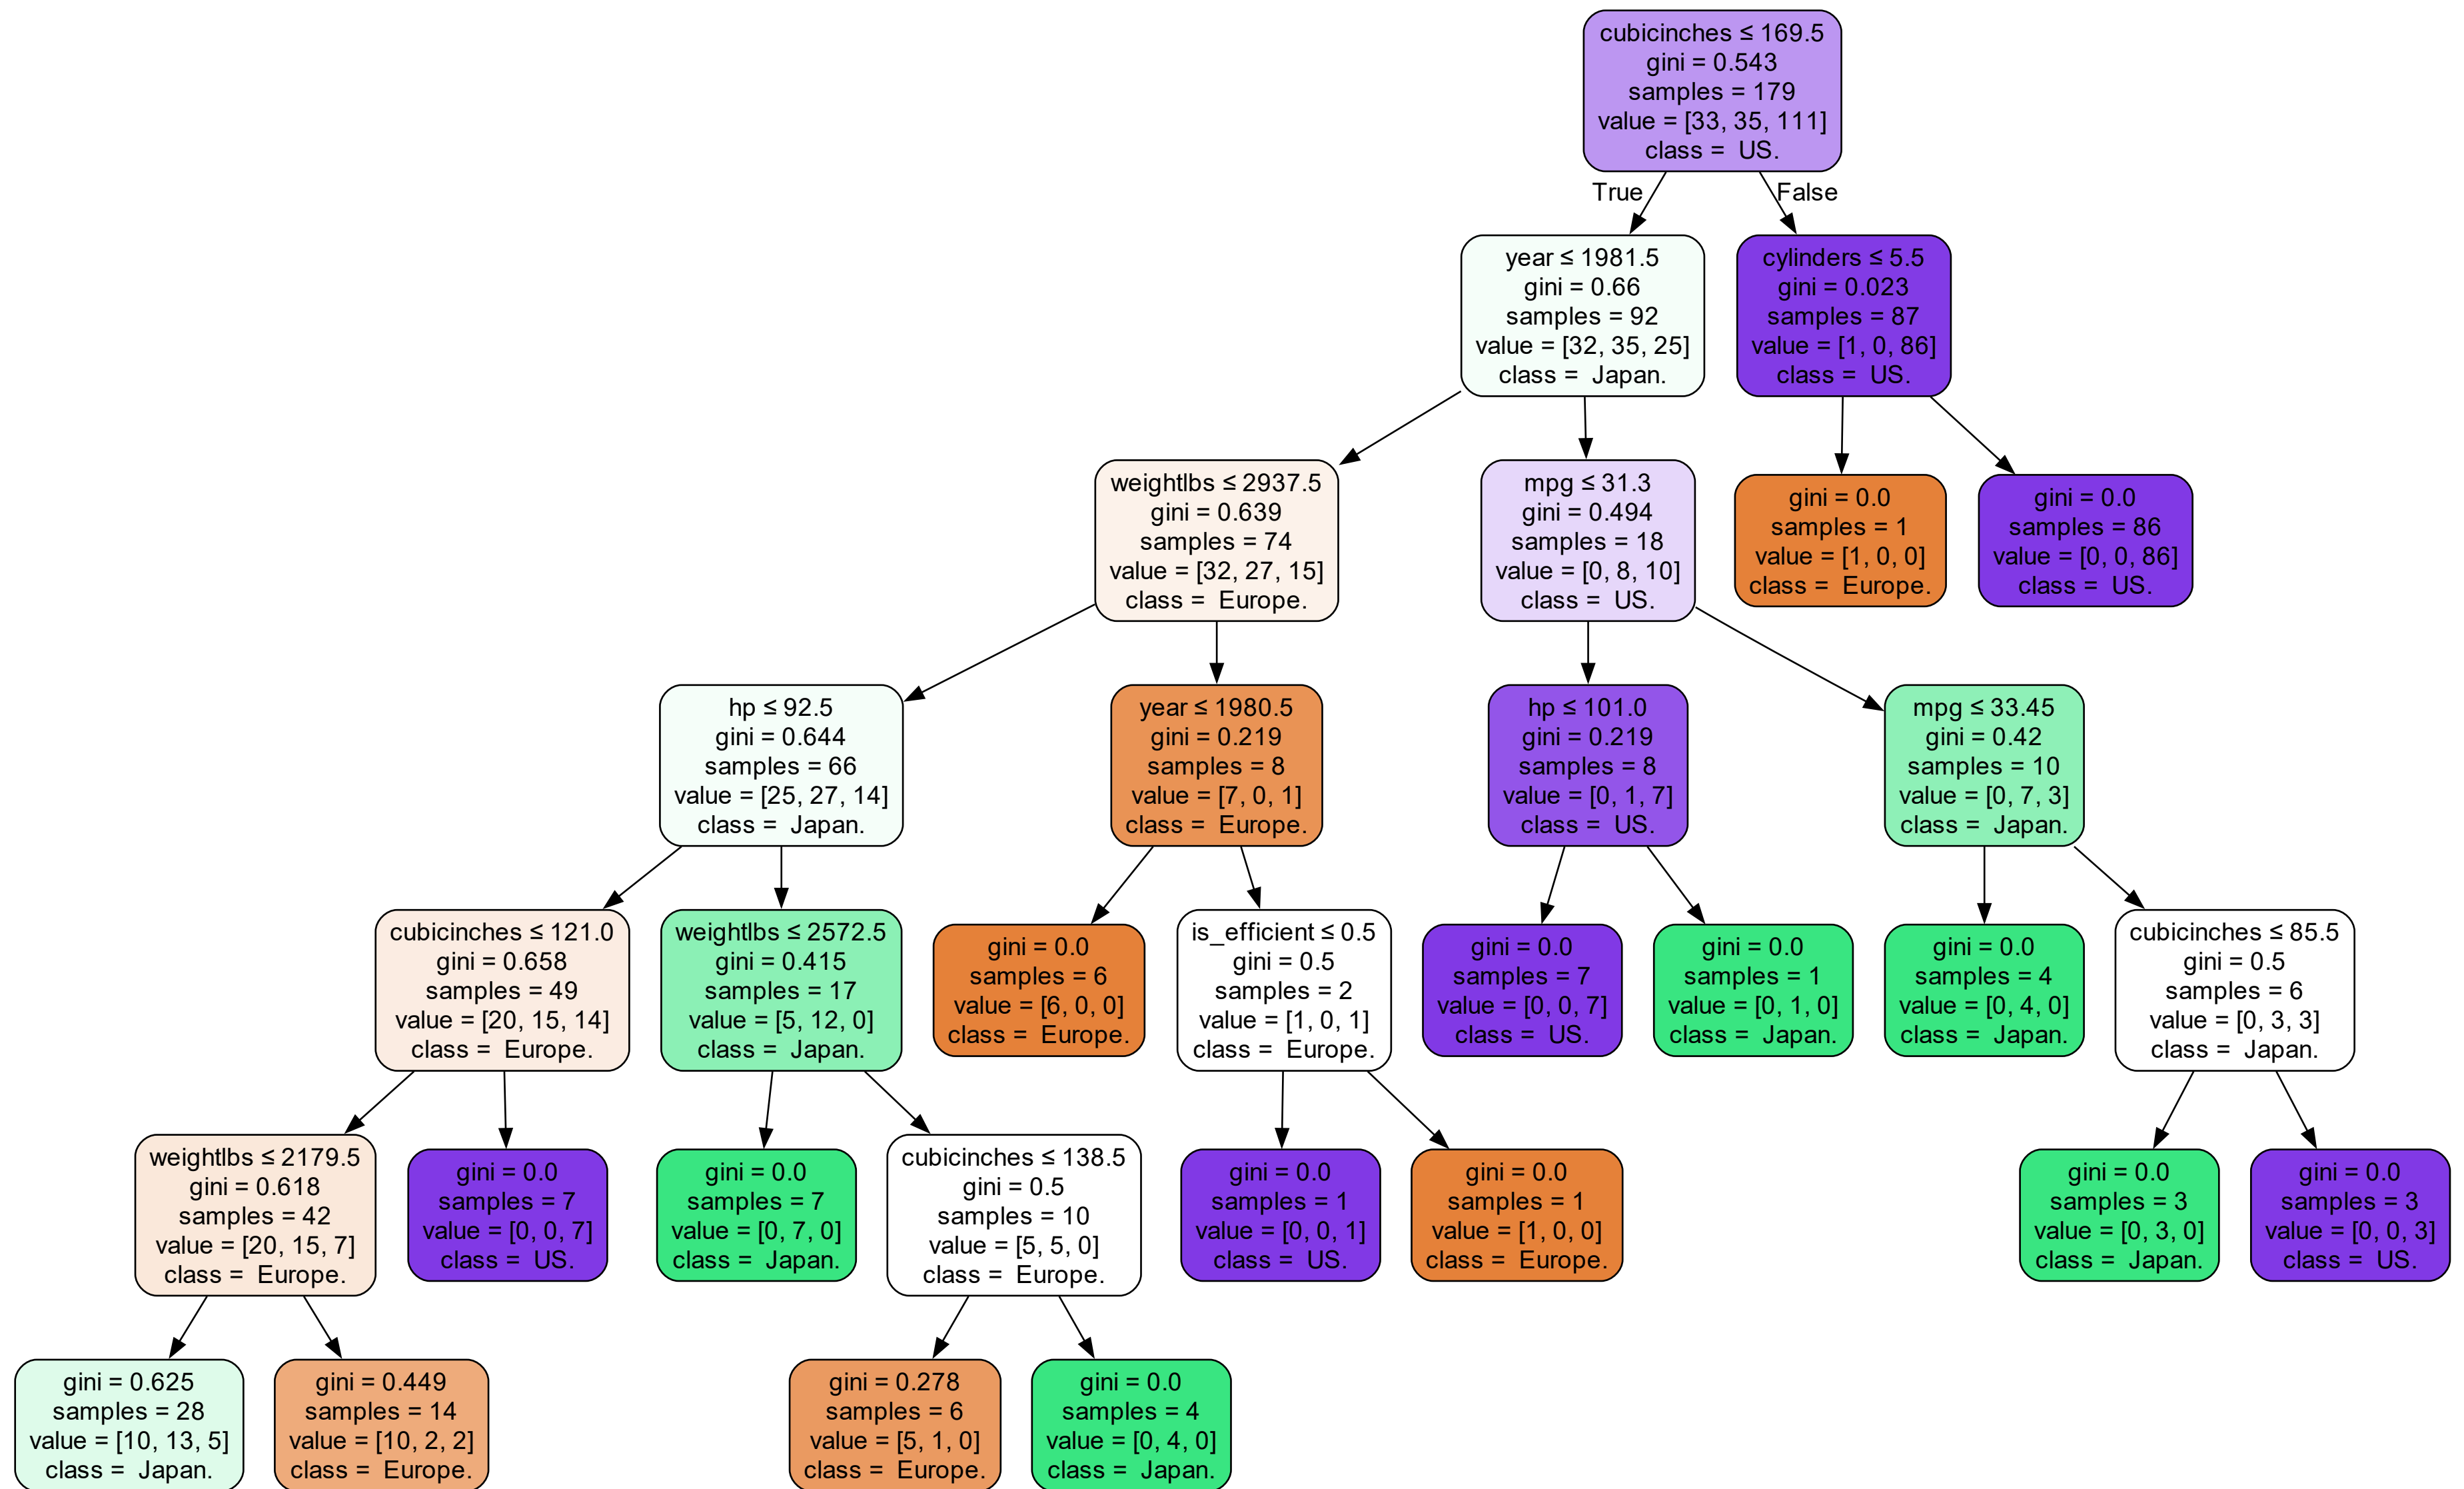 cubicinches ≤ 169.5
gini = 0.543
samples = 179
value = [33, 35, 111]
class =  US.
True
False
year ≤ 1981.5
gini = 0.66
samples = 92
value = [32, 35, 25]
class =  Japan.
cylinders ≤ 5.5
gini = 0.023
samples = 87
value = [1, 0, 86]
class =  US.
weightlbs ≤ 2937.5
gini = 0.639
samples = 74
value = [32, 27, 15]
class =  Europe.
mpg ≤ 31.3
gini = 0.494
samples = 18
value = [0, 8, 10]
class =  US.
gini = 0.0
samples = 1
value = [1, 0, 0]
class =  Europe.
gini = 0.0
samples = 86
value = [0, 0, 86]
class =  US.
hp ≤ 92.5
gini = 0.644
samples = 66
value = [25, 27, 14]
class =  Japan.
year ≤ 1980.5
gini = 0.219
samples = 8
value = [7, 0, 1]
class =  Europe.
hp ≤ 101.0
gini = 0.219
samples = 8
value = [0, 1, 7]
class =  US.
mpg ≤ 33.45
gini = 0.42
samples = 10
value = [0, 7, 3]
class =  Japan.
cubicinches ≤ 121.0
gini = 0.658
samples = 49
value = [20, 15, 14]
class =  Europe.
weightlbs ≤ 2572.5
gini = 0.415
samples = 17
value = [5, 12, 0]
class =  Japan.
gini = 0.0
samples = 6
value = [6, 0, 0]
class =  Europe.
is_efficient ≤ 0.5
gini = 0.5
samples = 2
value = [1, 0, 1]
class =  Europe.
gini = 0.0
samples = 7
value = [0, 0, 7]
class =  US.
gini = 0.0
samples = 1
value = [0, 1, 0]
class =  Japan.
gini = 0.0
samples = 4
value = [0, 4, 0]
class =  Japan.
cubicinches ≤ 85.5
gini = 0.5
samples = 6
value = [0, 3, 3]
class =  Japan.
weightlbs ≤ 2179.5
gini = 0.618
samples = 42
value = [20, 15, 7]
class =  Europe.
gini = 0.0
samples = 7
value = [0, 0, 7]
class =  US.
gini = 0.0
samples = 7
value = [0, 7, 0]
class =  Japan.
cubicinches ≤ 138.5
gini = 0.5
samples = 10
value = [5, 5, 0]
class =  Europe.
gini = 0.0
samples = 1
value = [0, 0, 1]
class =  US.
gini = 0.0
samples = 1
value = [1, 0, 0]
class =  Europe.
gini = 0.0
samples = 3
value = [0, 3, 0]
class =  Japan.
gini = 0.0
samples = 3
value = [0, 0, 3]
class =  US.
gini = 0.625
samples = 28
value = [10, 13, 5]
class =  Japan.
gini = 0.449
samples = 14
value = [10, 2, 2]
class =  Europe.
gini = 0.278
samples = 6
value = [5, 1, 0]
class =  Europe.
gini = 0.0
samples = 4
value = [0, 4, 0]
class =  Japan.